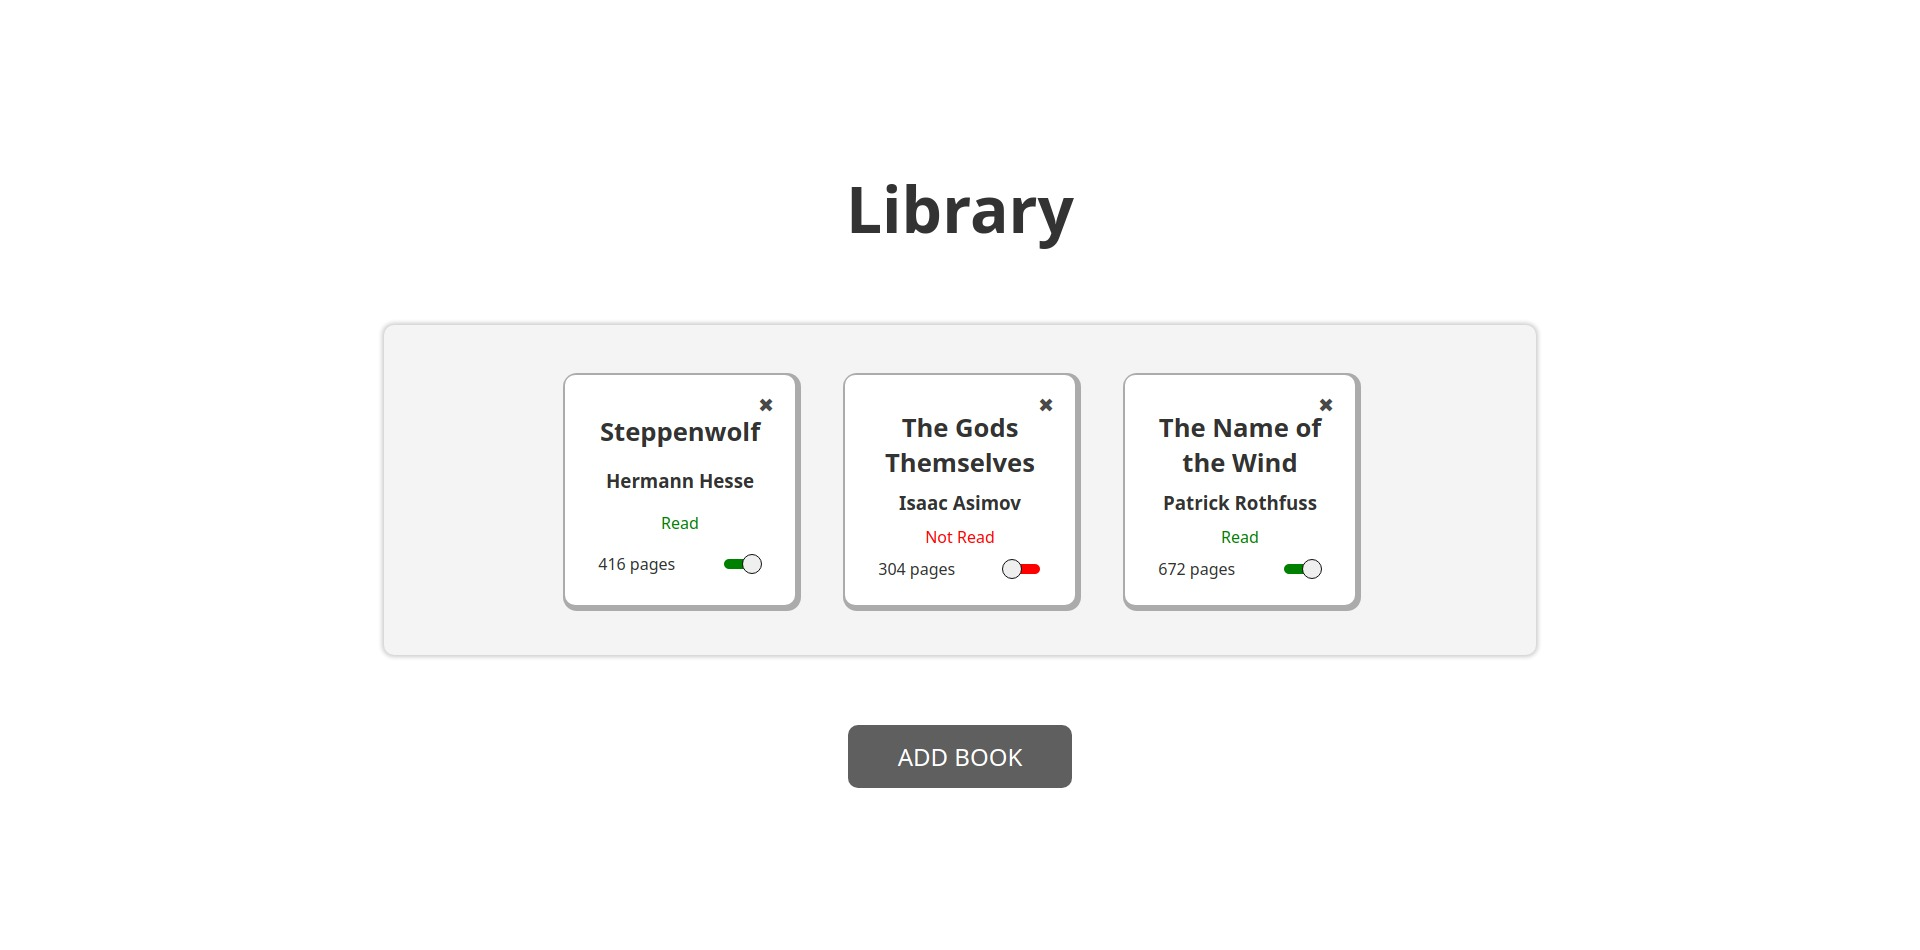 Library
✖
Steppenwolf
Hermann Hesse
Read
416 pages
✖
The Gods
Themselves
Isaac Asimov
Not Read
304 pages
✖
The Name of
the Wind
Patrick Rothfuss
Read
672 pages
ADD BOOK